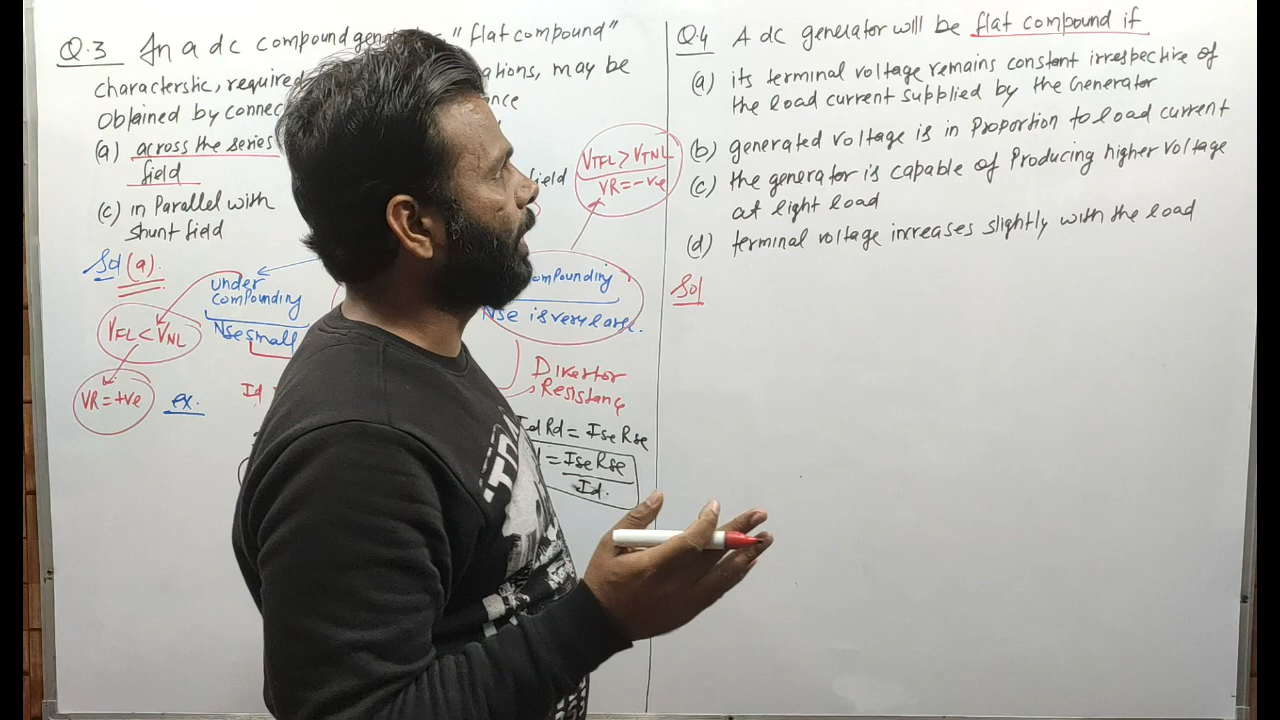 Q.3 In a dc compound gen "flat compound"
characterstic, required ations, may be
Obtained by connec nce
(a) across the series
field
(c) in Parallel with
shunt field
Sol (a).
under
compounding
Nse small
VFL < VNL
VR = +ve
ex.
Id
field
VTFL > VTNL
VR = -ve
ompounding
Nse is very large.
Divertor
Resistance
Id Rd = Ise Rse
= Ise Rse
Id.
Q.4 A dc generator will be flat compound if
(a) its terminal voltage remains constant irrespective of
the load current supplied by the Generator
(b) generated voltage is in Proportion to load current
(c) the generator is capable of Producing higher voltage
at light load
(d) terminal voltage increases slightly with the load
Sol